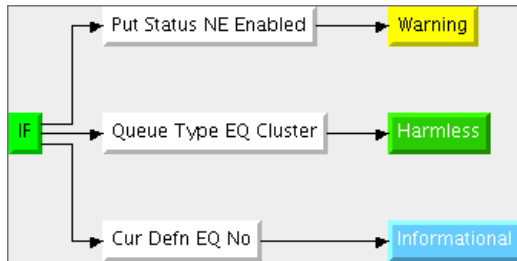 Put Status NE Enabled
Warning
IF
Queue Type EQ Cluster
Harmless
Cur Defn EQ No
Informational